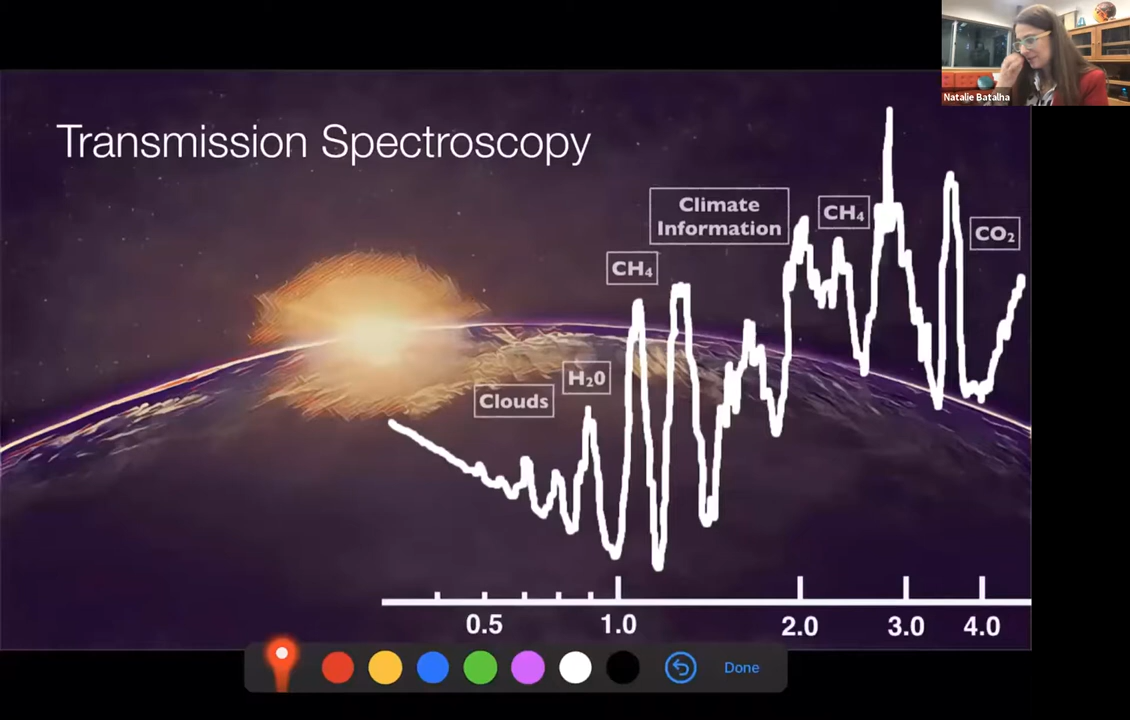 Natalie Batalha
Transmission Spectroscopy
Climate
Information
CH₄
CO₂
CH₄
H₂0
Clouds
0.5 1.0 2.0 3.0 4.0
Done